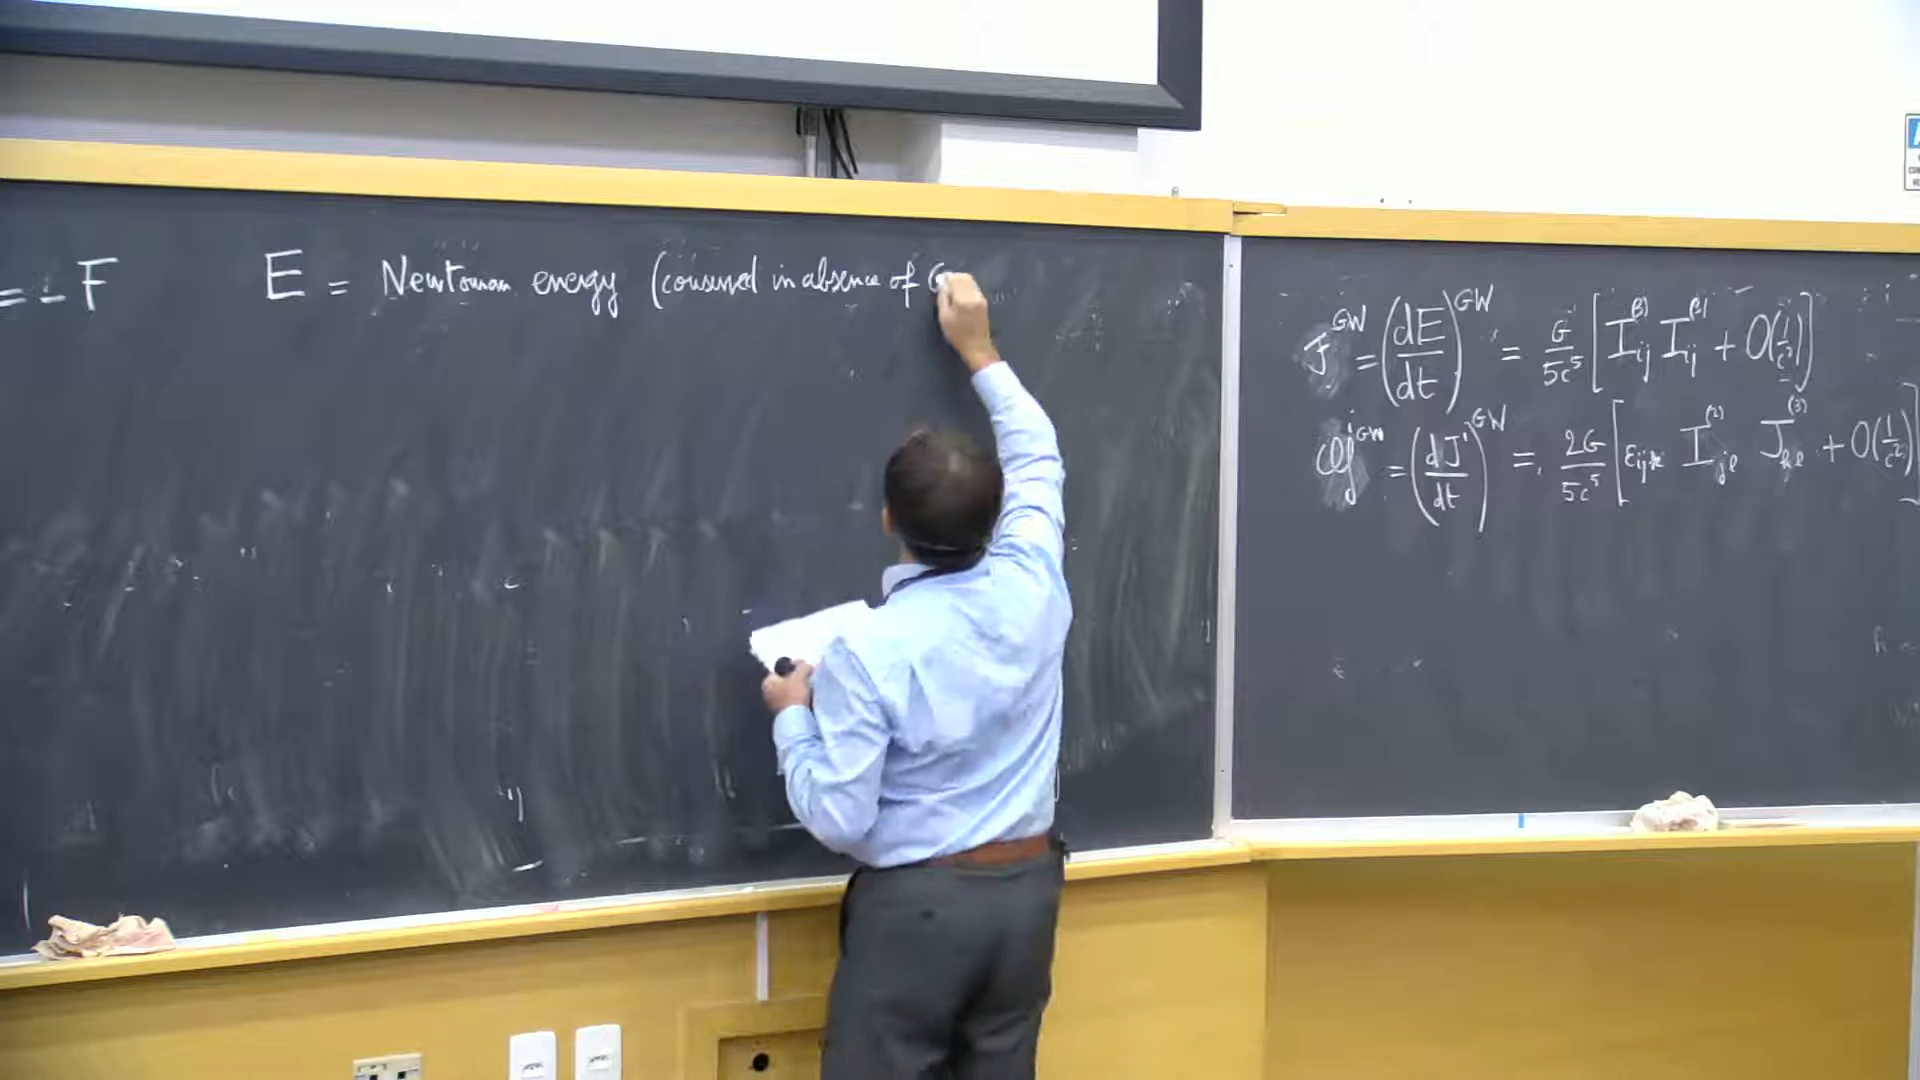 = - F E = Newtonian energy (conserved in absence of G
F^GW = (dE/dt)^GW = G/5c^5 [I_ij^(3) I_ij^(3) + O(1/c^2)]
G^i GW = (dJ^i/dt)^GW = 2G/5c^5 [ε_ijk I_jl^(2) I_kl^(3) + O(1/c^2)]